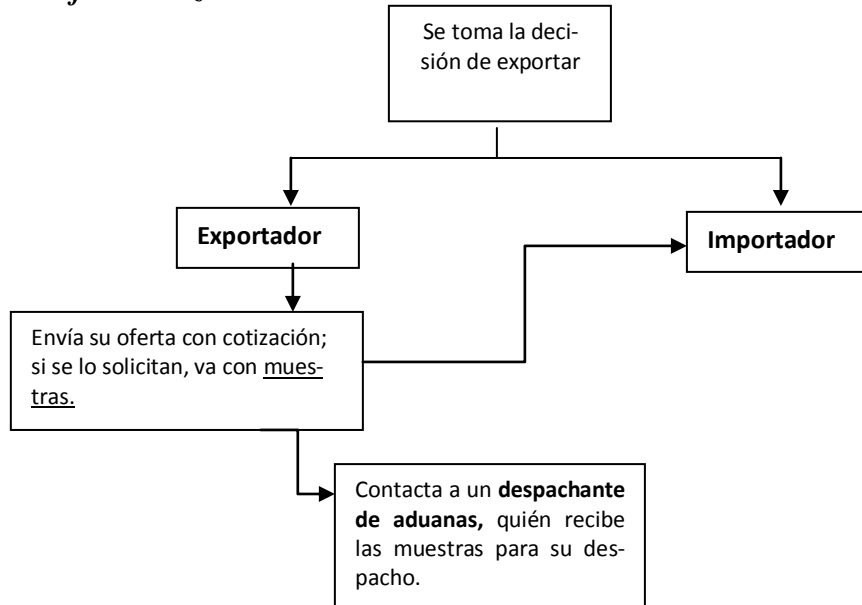 Se toma la deci-
sión de exportar
Exportador
Importador
Envía su oferta con cotización;
si se lo solicitan, va con mues-
tras.
Contacta a un despachante
de aduanas, quién recibe
las muestras para su des-
pacho.